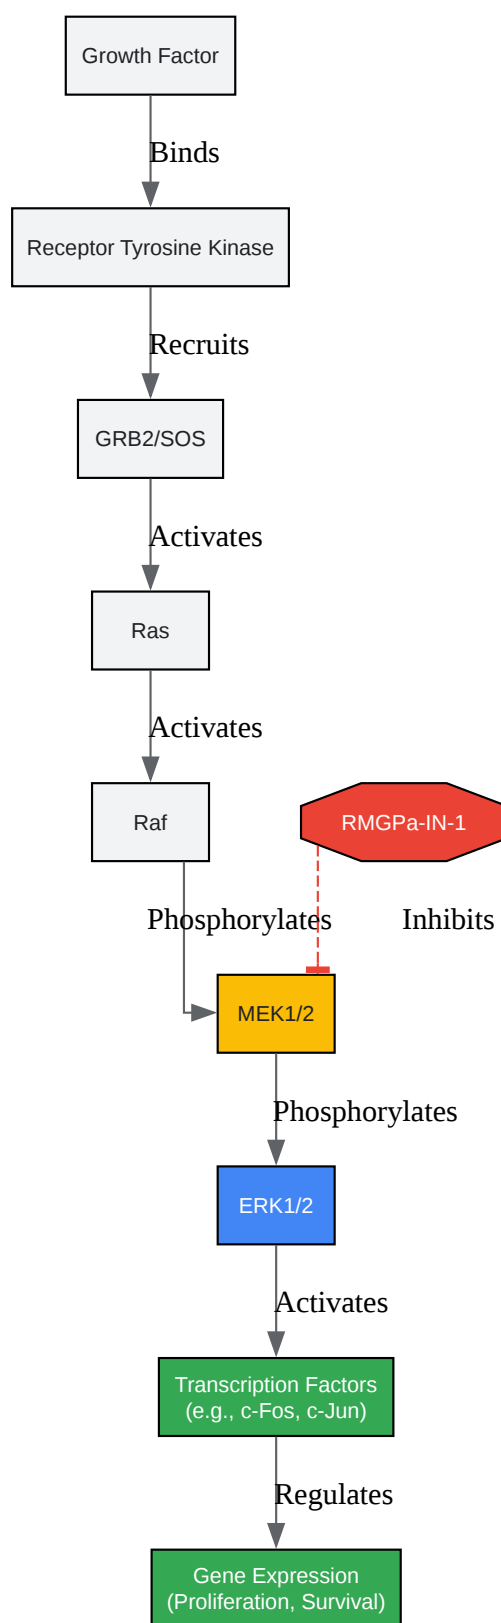 Growth Factor
Binds
Receptor Tyrosine Kinase
Recruits
GRB2/SOS
Activates
Ras
Activates
Raf
RMGPa-IN-1
Phosphorylates
Inhibits
MEK1/2
Phosphorylates
ERK1/2
Activates
Transcription Factors
(e.g., c-Fos, c-Jun)
Regulates
Gene Expression
(Proliferation, Survival)